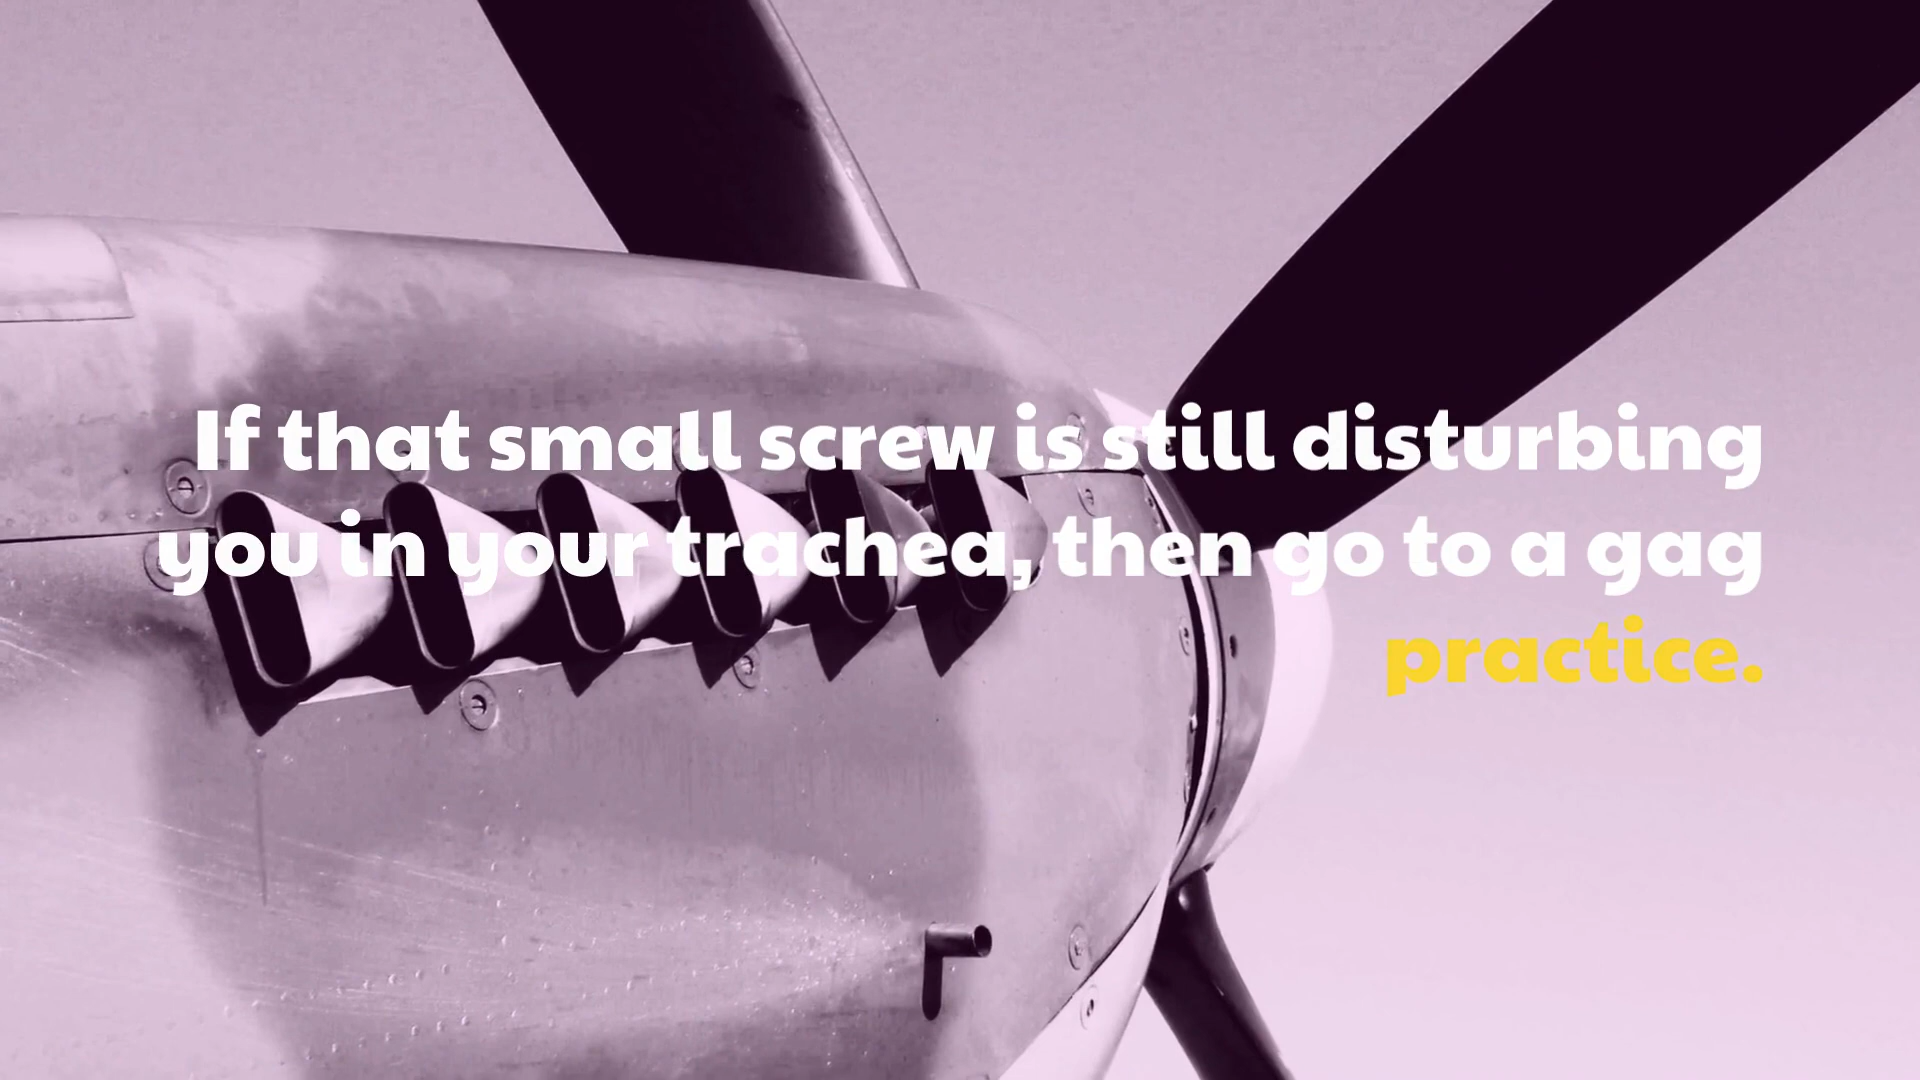 If that small screw is still disturbing
you in your trachea, then go to a gag
practice.